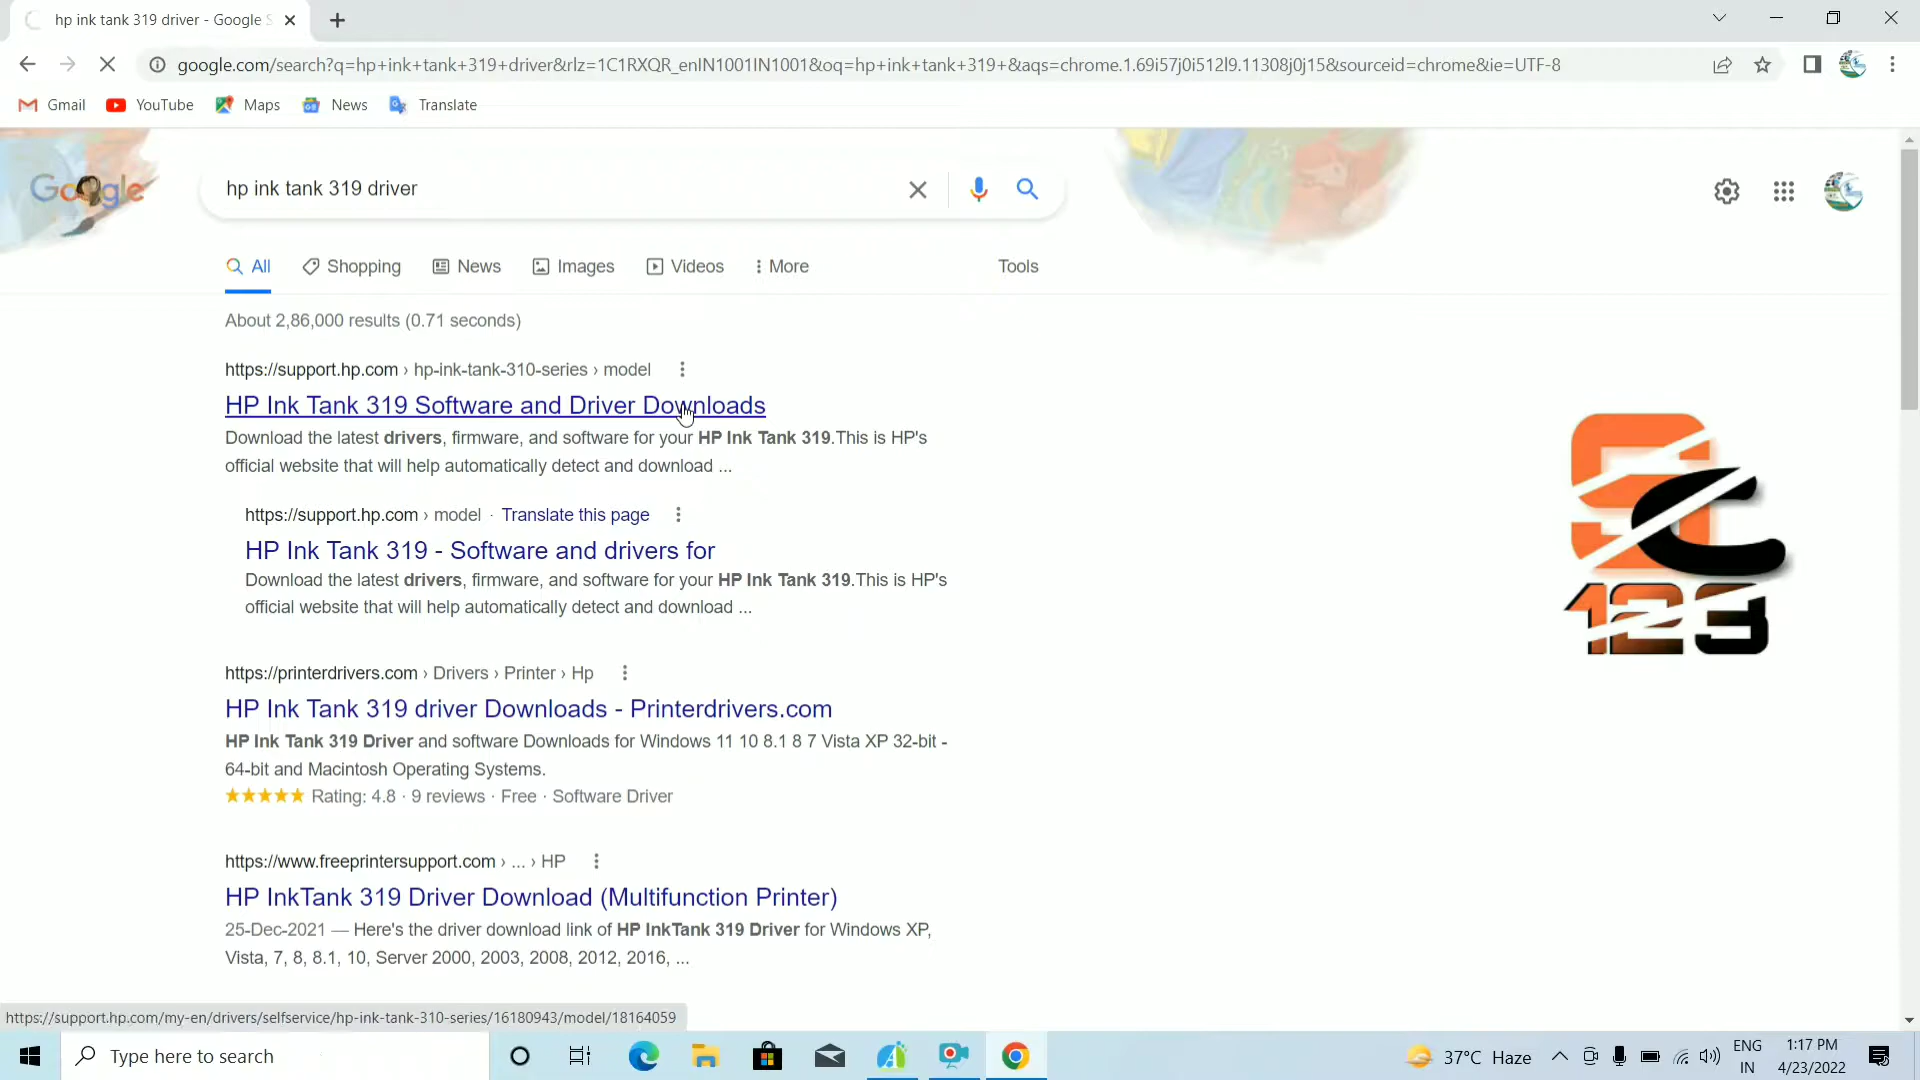 hp ink tank 319 driver - Google S
google.com/search?q=hp+ink+tank+319+driver&rlz=1C1RXQR_enIN1001IN1001&oq=hp+ink+tank+319+&aqs=chrome.1.69i57j0i512l9.11308j0j15&sourceid=chrome&ie=UTF-8
Gmail YouTube Maps News Translate
Google
hp ink tank 319 driver
All Shopping News Images Videos More Tools
About 2,86,000 results (0.71 seconds)
https://support.hp.com › hp-ink-tank-310-series › model
HP Ink Tank 319 Software and Driver Downloads
Download the latest drivers, firmware, and software for your HP Ink Tank 319.This is HP's
official website that will help automatically detect and download ...
https://support.hp.com › model · Translate this page
HP Ink Tank 319 - Software and drivers for
Download the latest drivers, firmware, and software for your HP Ink Tank 319.This is HP's
official website that will help automatically detect and download ...
https://printerdrivers.com › Drivers › Printer › Hp
HP Ink Tank 319 driver Downloads - Printerdrivers.com
HP Ink Tank 319 Driver and software Downloads for Windows 11 10 8.1 8 7 Vista XP 32-bit -
64-bit and Macintosh Operating Systems.
Rating: 4.8 · 9 reviews · Free · Software Driver
https://www.freeprintersupport.com › ... › HP
HP InkTank 319 Driver Download (Multifunction Printer)
25-Dec-2021 — Here's the driver download link of HP InkTank 319 Driver for Windows XP,
Vista, 7, 8, 8.1, 10, Server 2000, 2003, 2008, 2012, 2016, ...
SC
123
https://support.hp.com/my-en/drivers/selfservice/hp-ink-tank-310-series/16180943/model/18164059
Type here to search
37°C Haze
ENG
IN
1:17 PM
4/23/2022